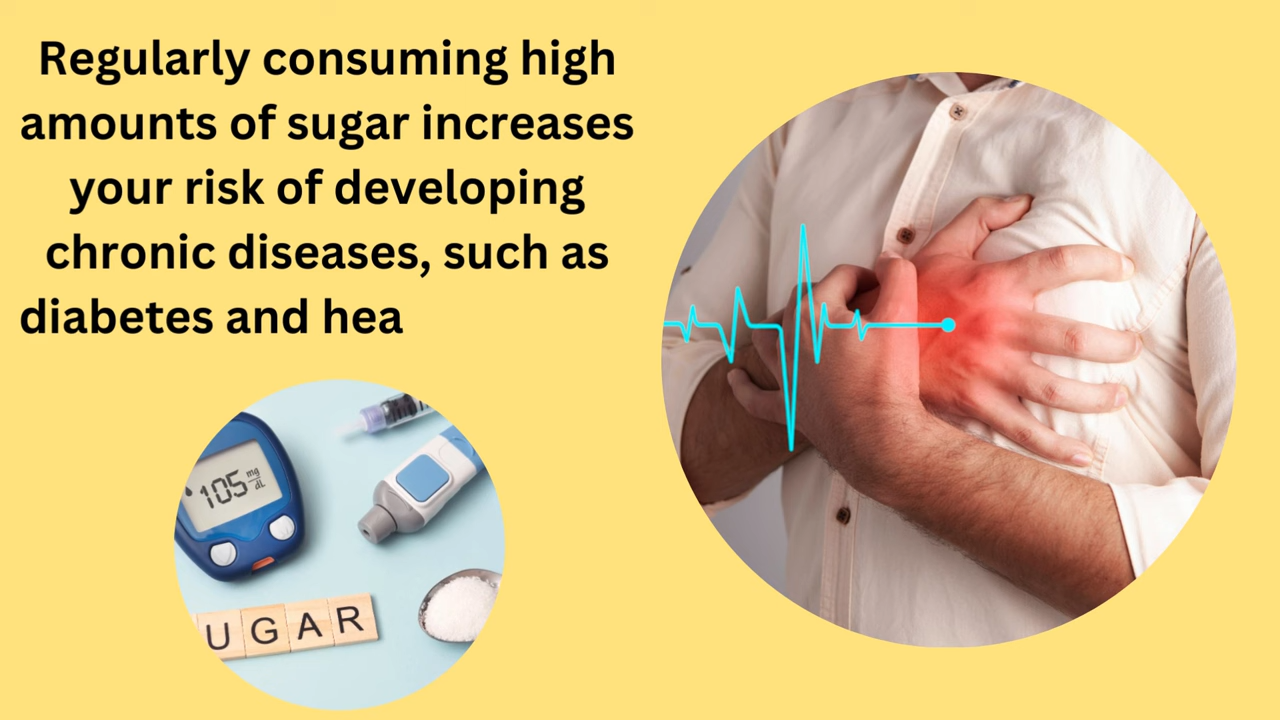 Regularly consuming high
amounts of sugar increases
your risk of developing
chronic diseases, such as
diabetes and hea
105 mg/dL
UGAR